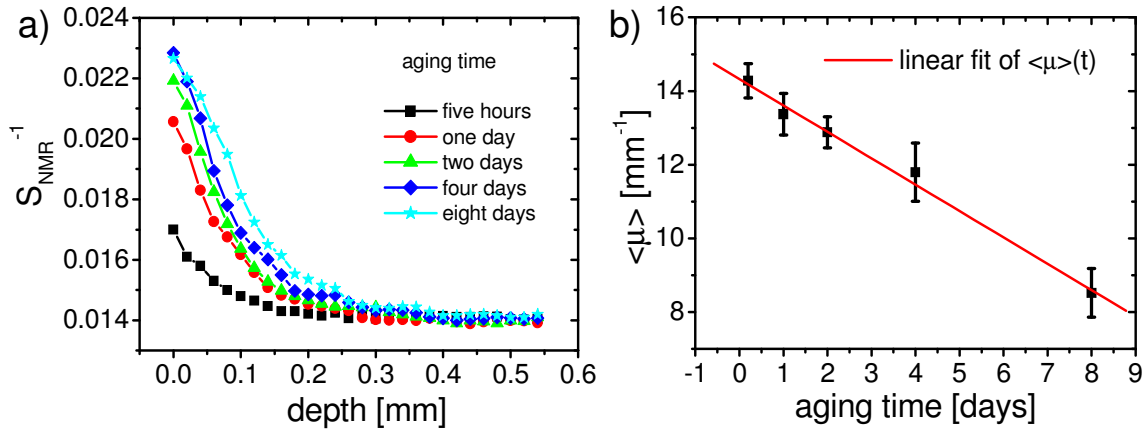 a)
0.022
0.020
0.018
0.016
0.014
S_NMR^-1
aging time
five hours
one day
two days
four days
eight days
0.0 0.1 0.2 0.3 0.4 0.5 0.6
depth [mm]
b)
16
14
12
10
8
<μ> [mm^-1]
linear fit of <μ>(t)
-1 0 1 2 3 4 5 6 7 8 9
aging time [days]